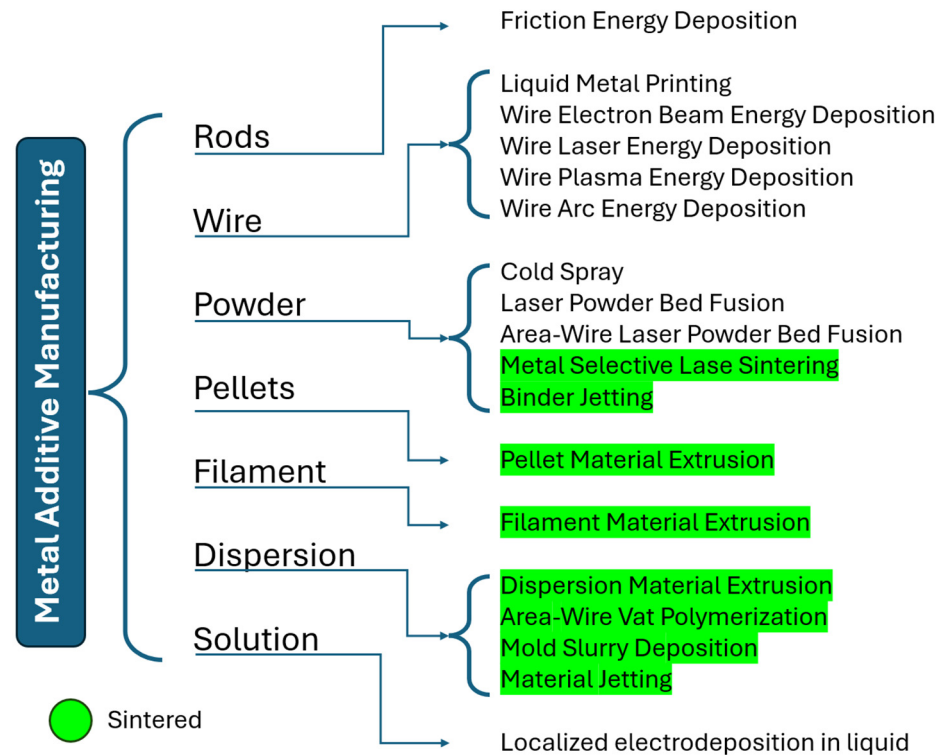 Metal Additive Manufacturing
Rods
Friction Energy Deposition
Wire
Liquid Metal Printing
Wire Electron Beam Energy Deposition
Wire Laser Energy Deposition
Wire Plasma Energy Deposition
Wire Arc Energy Deposition
Powder
Cold Spray
Laser Powder Bed Fusion
Area-Wire Laser Powder Bed Fusion
Metal Selective Lase Sintering
Binder Jetting
Pellets
Pellet Material Extrusion
Filament
Filament Material Extrusion
Dispersion
Dispersion Material Extrusion
Area-Wire Vat Polymerization
Mold Slurry Deposition
Material Jetting
Solution
Localized electrodeposition in liquid
Sintered